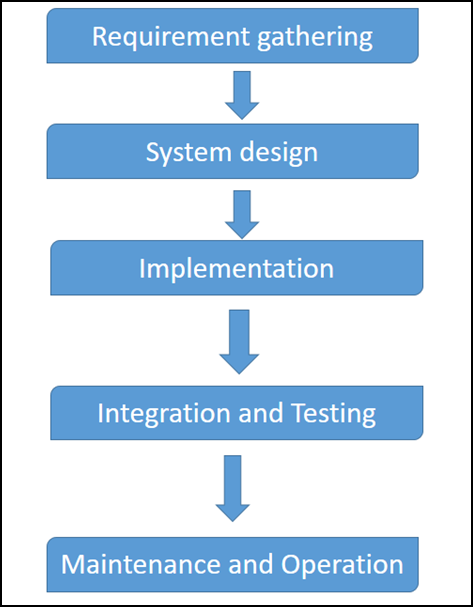 Requirement gathering
System design
Implementation
Integration and Testing
Maintenance and Operation